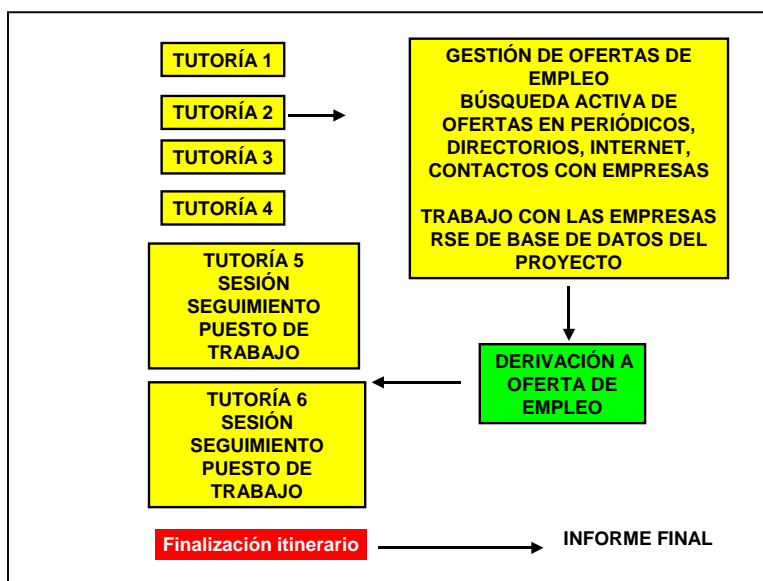 TUTORÍA 1
TUTORÍA 2
TUTORÍA 3
TUTORÍA 4
TUTORÍA 5
SESIÓN
SEGUIMIENTO
PUESTO DE
TRABAJO
TUTORÍA 6
SESIÓN
SEGUIMIENTO
PUESTO DE
TRABAJO
GESTIÓN DE OFERTAS DE
EMPLEO
BÚSQUEDA ACTIVA DE
OFERTAS EN PERIÓDICOS,
DIRECTORIOS, INTERNET,
CONTACTOS CON EMPRESAS
TRABAJO CON LAS EMPRESAS
RSE DE BASE DE DATOS DEL
PROYECTO
DERIVACIÓN A
OFERTA DE
EMPLEO
Finalización itinerario
INFORME FINAL